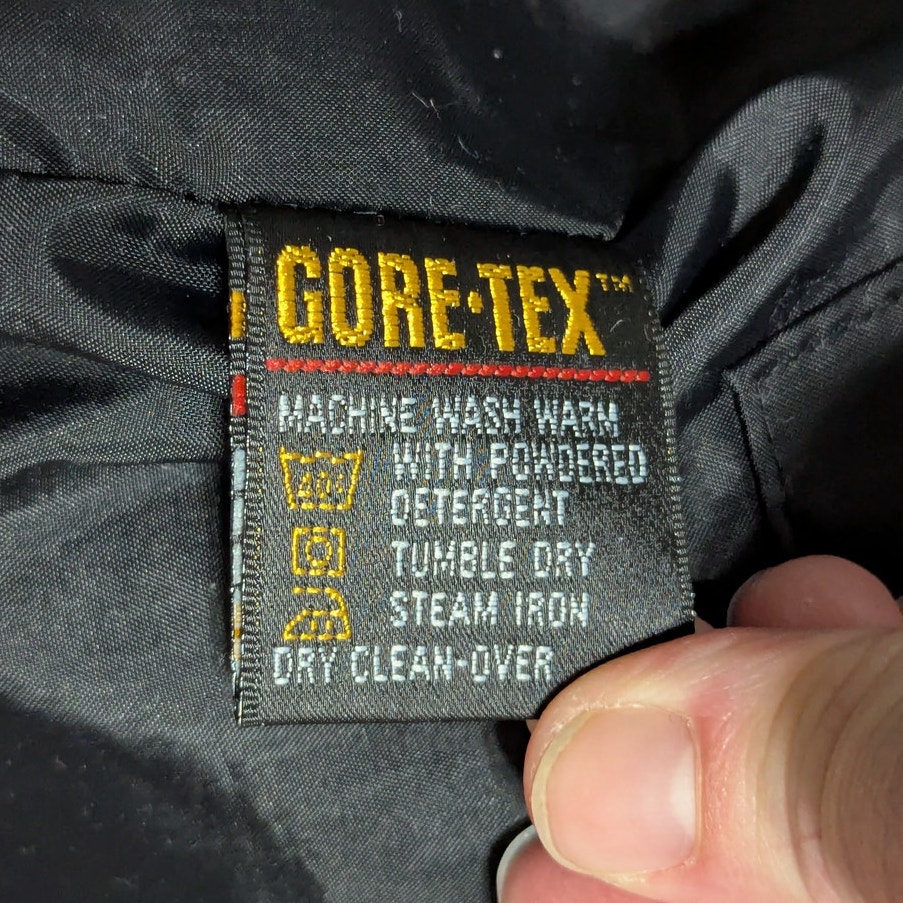 GORE-TEX™
MACHINE WASH WARM
WITH POWDERED
40°
DETERGENT
TUMBLE DRY
STEAM IRON
DRY CLEAN-OVER